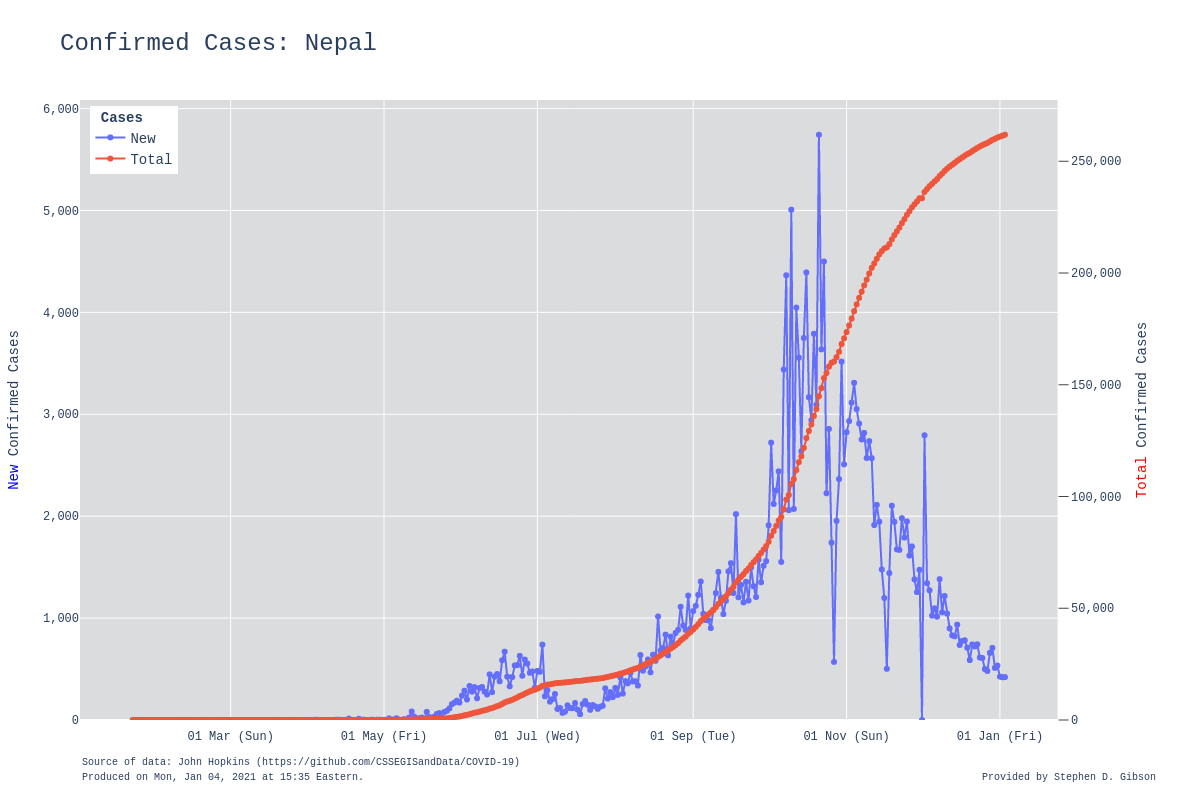 Confirmed Cases: Nepal
Cases
New
Total
6,000
5,000
4,000
3,000
2,000
1,000
0
New Confirmed Cases
250,000
200,000
150,000
100,000
50,000
0
Total Confirmed Cases
01 Mar (Sun)
01 May (Fri)
01 Jul (Wed)
01 Sep (Tue)
01 Nov (Sun)
01 Jan (Fri)
Source of data: John Hopkins (https://github.com/CSSEGISandData/COVID-19)
Produced on Mon, Jan 04, 2021 at 15:35 Eastern.
Provided by Stephen D. Gibson